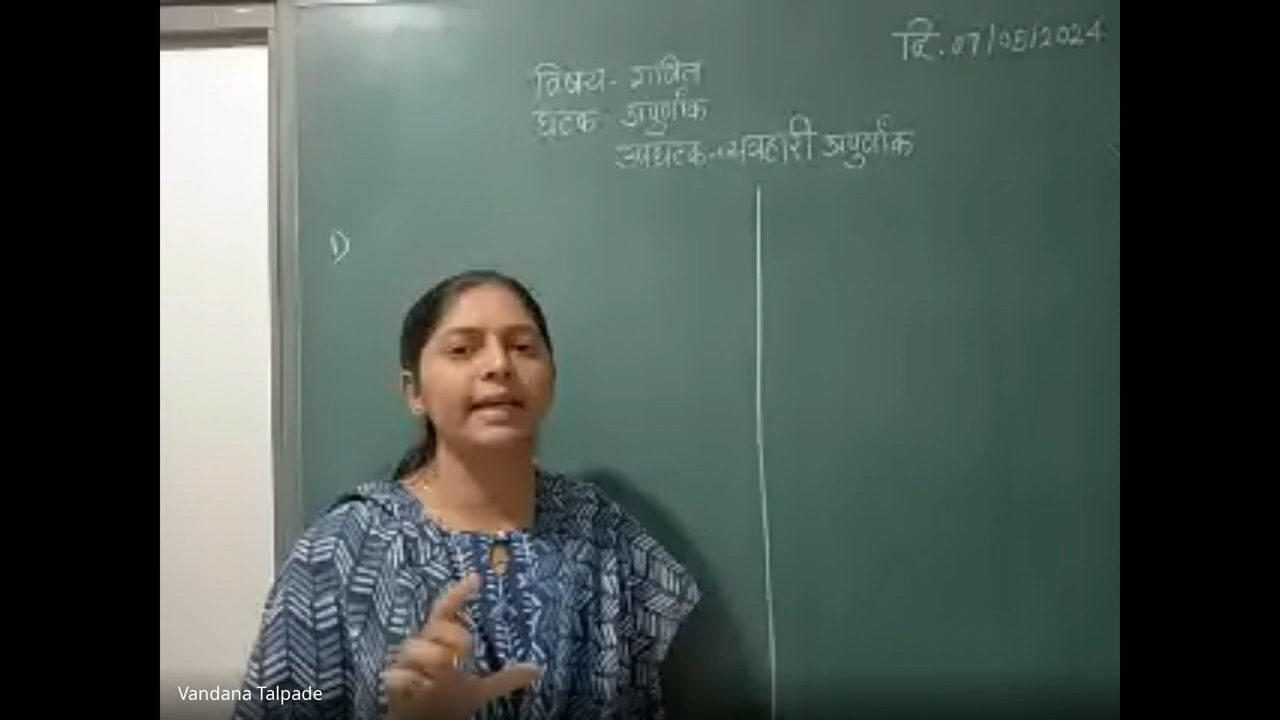 दि. 07/05/2024
विषय - गणित
घटक - अपुर्णांक
उपघटक - व्यवहारी अपुर्णांक
1)
Vandana Talpade